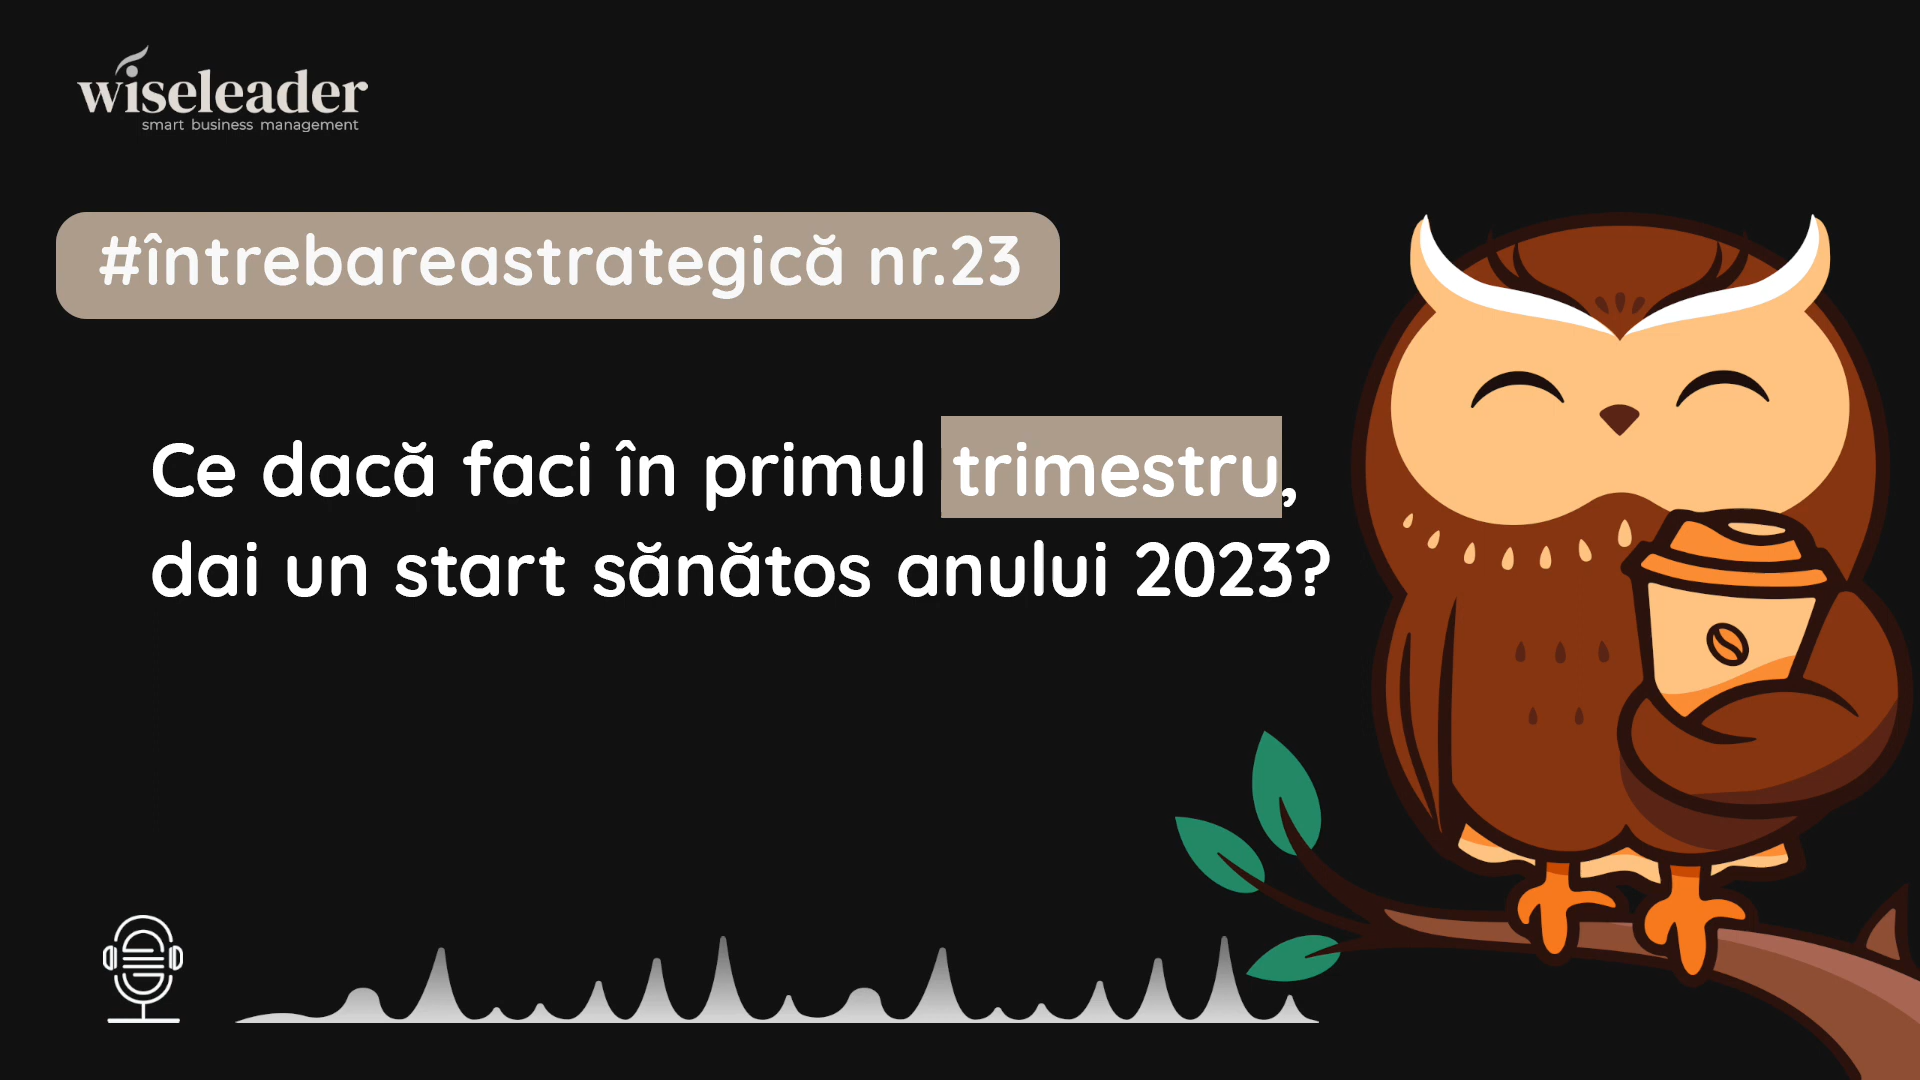 wiseleader
smart business management
#întrebareastrategică nr.23
Ce dacă faci în primul trimestru,
dai un start sănătos anului 2023?